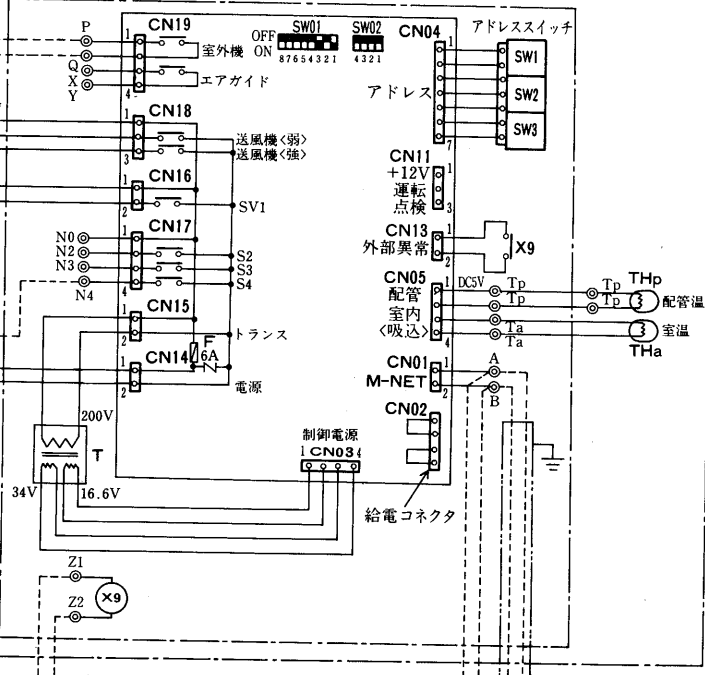 P
Q
X
Y
CN19
1
4
室外機
エアガイド
OFF
ON
SW01
87654321
SW02
4321
CN04
1
7
アドレス
アドレススイッチ
SW1
SW2
SW3
CN18
1
3
送風機<弱>
送風機<強>
CN11
+12V
運転
点検
1
3
CN16
1
2
SV1
CN17
1
4
N0
N2
N3
N4
S2
S3
S4
CN13
外部異常
1
2
X9
CN05
配管
室内
<吸込>
1
4
DC5V
Tp
Tp
Ta
Ta
Tp
Tp
THp
配管温
室温
THa
CN15
1
2
トランス
F
6A
CN14
1
2
電源
CN01
M-NET
1
2
A
B
CN02
給電コネクタ
200V
T
34V
16.6V
制御電源
1 CN03 4
Z1
X9
Z2